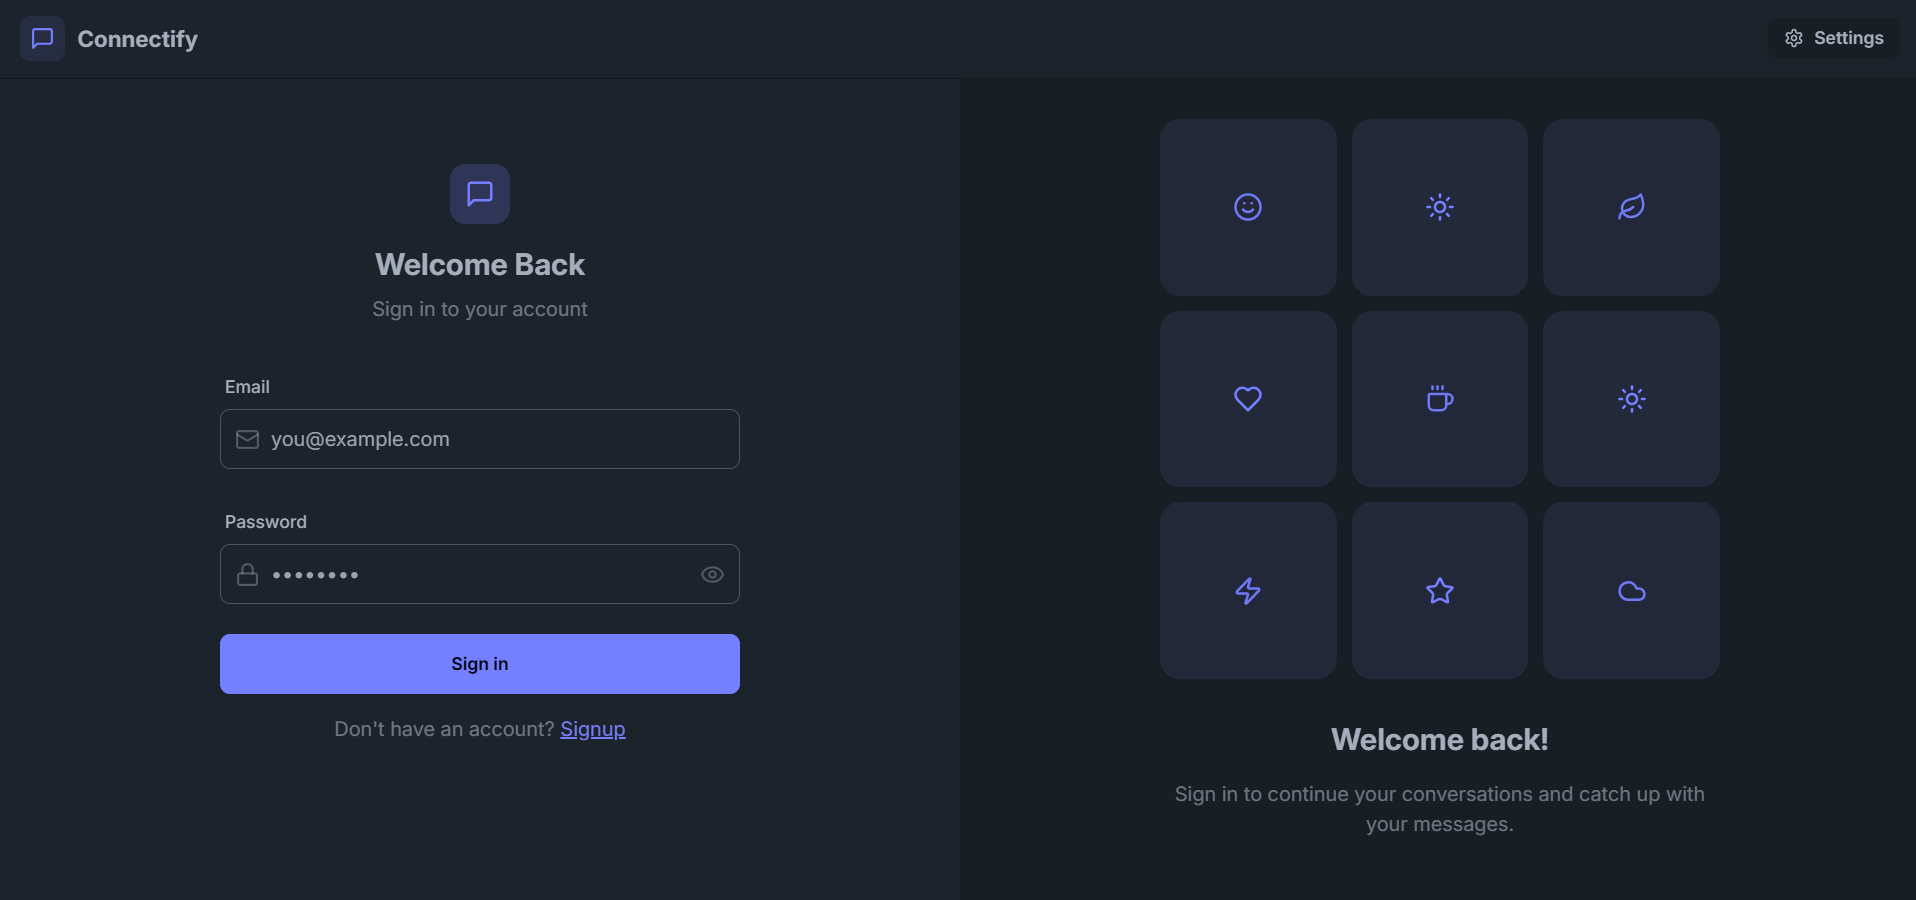 Connectify
Settings
Welcome Back
Sign in to your account
Email
you@example.com
Password
••••••••
Sign in
Don't have an account? Signup
Welcome back!
Sign in to continue your conversations and catch up with
your messages.